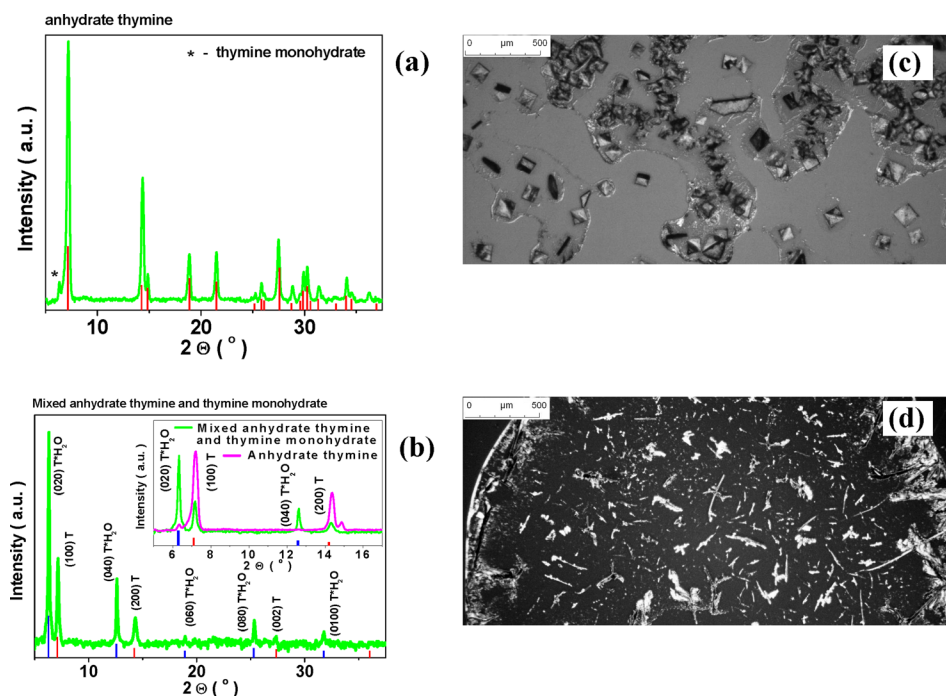 anhydrate thymine
* - thymine monohydrate
(a)
Intensity ( a.u.)
10 20 30
2 Θ ( ° )
0 µm 500
(c)
Mixed anhydrate thymine and thymine monohydrate
(b)
Intensity ( a.u.)
(020) T*H2O
(100) T
(040) T*H2O
(200) T
(060) T*H2O
(080) T*H2O
(002) T
(0100) T*H2O
10 20 30
2 Θ ( ° )
Mixed anhydrate thymine
and thymine monohydrate
Anhydrate thymine
Intensity ( a.u.)
(020) T*H2O
(100) T
(040) T*H2O
(200) T
6 8 10 12 14 16
2 Θ ( ° )
0 µm 500
(d)
*